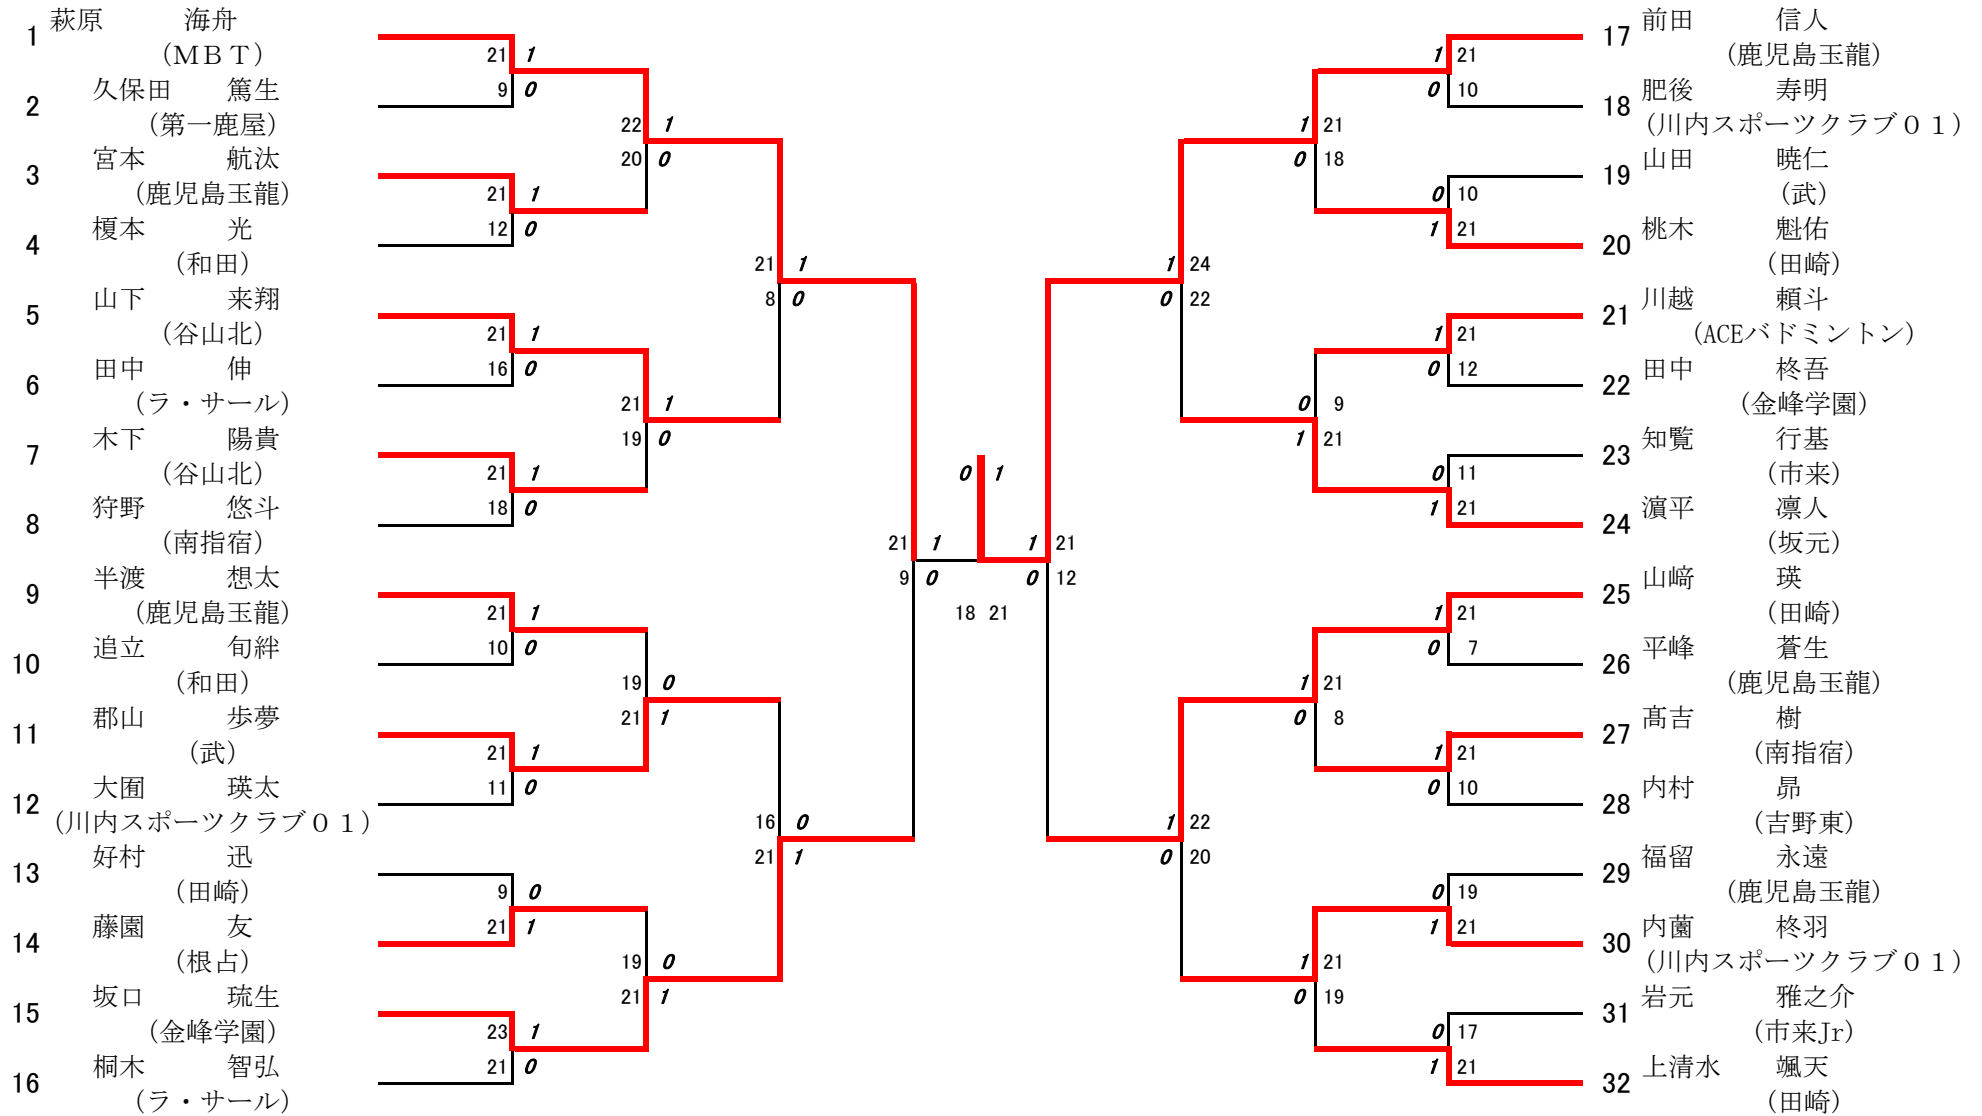 1 萩原 海舟
(ＭＢＴ)
21 1
2 久保田 篤生
9 0
(第一鹿屋)
22 1
3 宮本 航汰
20 0
(鹿児島玉龍)
21 1
4 榎本 光
12 0
(和田)
21 1
5 山下 来翔
8 0
(谷山北)
21 1
6 田中 伸
16 0
(ラ・サール)
21 1
7 木下 陽貴
19 0
(谷山北)
21 1
8 狩野 悠斗
18 0
(南指宿)
21 1
9 半渡 想太
9 0
(鹿児島玉龍)
21 1
10 追立 旬絆
10 0
(和田)
19 0
11 郡山 歩夢
21 1
(武)
21 1
12 大囿 瑛太
11 0
(川内スポーツクラブ０１)
16 0
13 好村 迅
21 1
(田崎)
9 0
14 藤園 友
21 1
(根占)
19 0
15 坂口 琉生
21 1
(金峰学園)
23 1
16 桐木 智弘
21 0
(ラ・サール)
0 1
18 21
17 前田 信人
(鹿児島玉龍)
1 21
18 肥後 寿明
0 10
(川内スポーツクラブ０１)
1 21
19 山田 暁仁
0 18
(武)
0 10
20 桃木 魁佑
1 21
(田崎)
1 24
21 川越 頼斗
0 22
(ACEバドミントン)
1 21
22 田中 柊吾
0 12
(金峰学園)
0 9
23 知覧 行基
1 21
(市来)
0 11
24 濵平 凛人
1 21
(坂元)
1 21
25 山﨑 瑛
0 12
(田崎)
1 21
26 平峰 蒼生
0 7
(鹿児島玉龍)
1 21
27 髙吉 樹
0 8
(南指宿)
1 21
28 内村 昴
0 10
(吉野東)
1 22
29 福留 永遠
0 20
(鹿児島玉龍)
0 19
30 内薗 柊羽
1 21
(川内スポーツクラブ０１)
1 21
31 岩元 雅之介
0 19
(市来Jr)
0 17
32 上清水 颯天
1 21
(田崎)